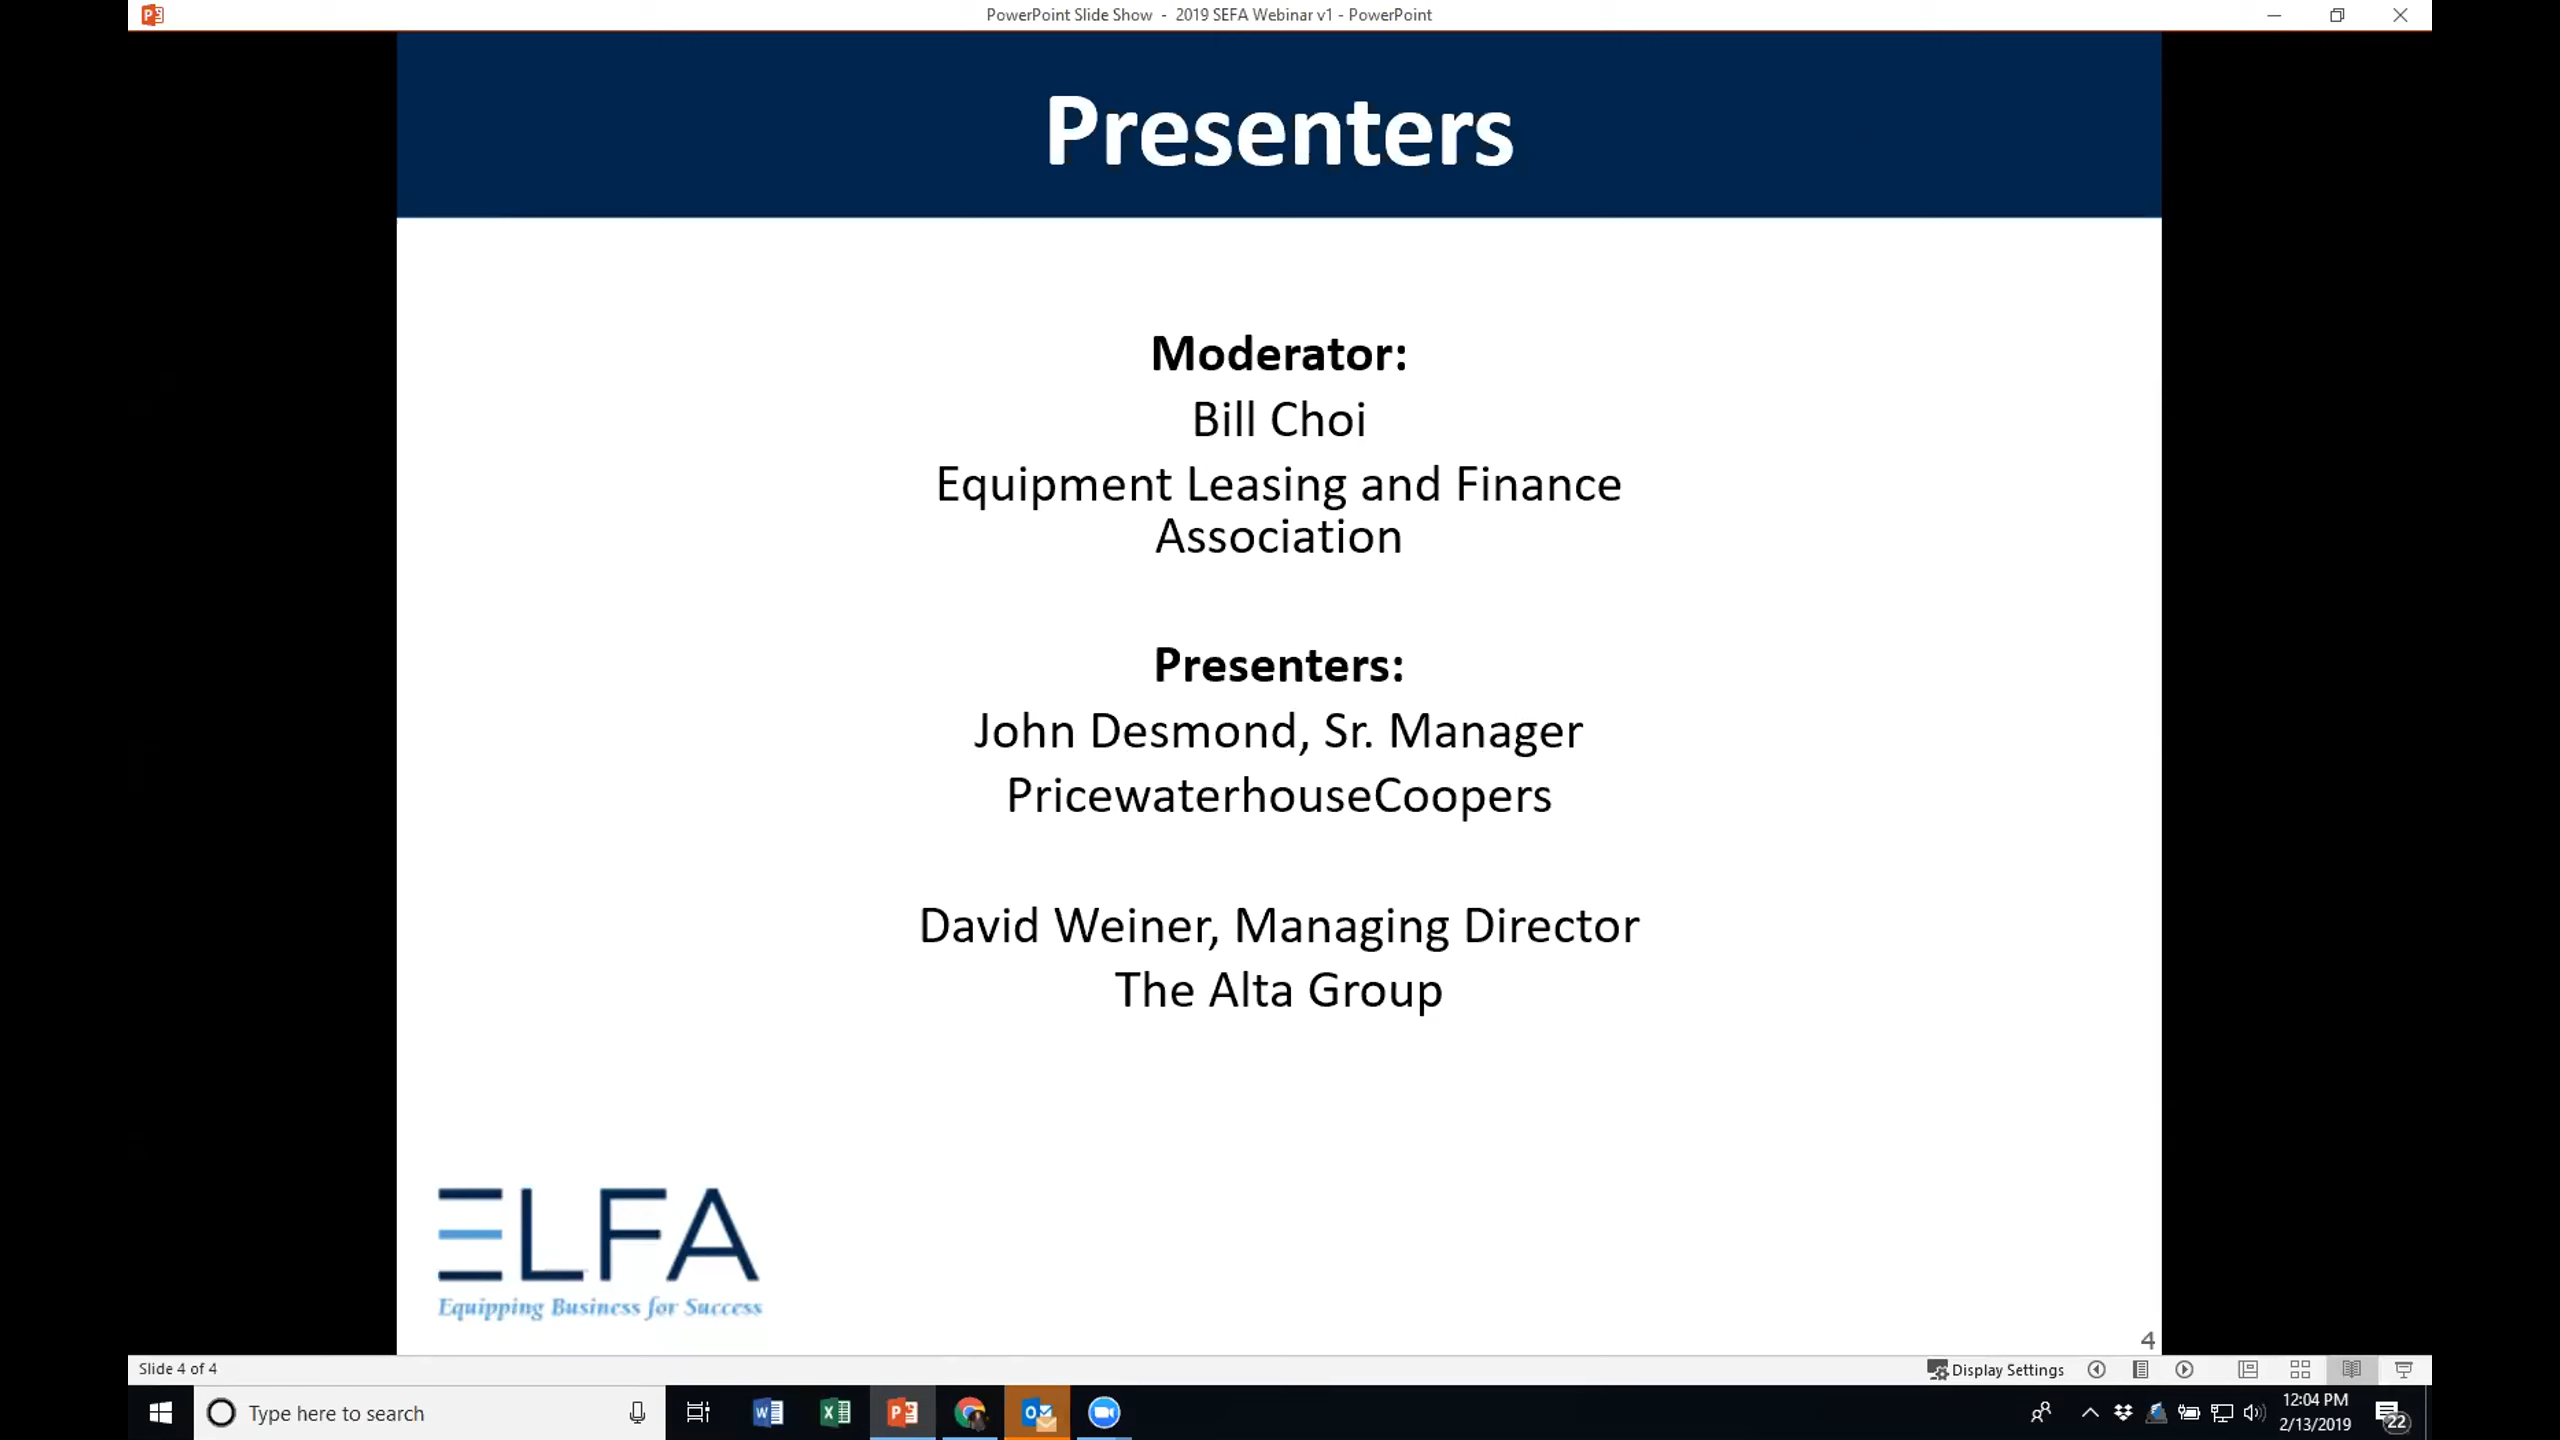 PowerPoint Slide Show - 2019 SEFA Webinar v1 - PowerPoint
Presenters
Moderator:
Bill Choi
Equipment Leasing and Finance
Association
Presenters:
John Desmond, Sr. Manager
PricewaterhouseCoopers
David Weiner, Managing Director
The Alta Group
ELFA
Equipping Business for Success
4
Slide 4 of 4
Display Settings
Type here to search
12:04 PM
2/13/2019
22